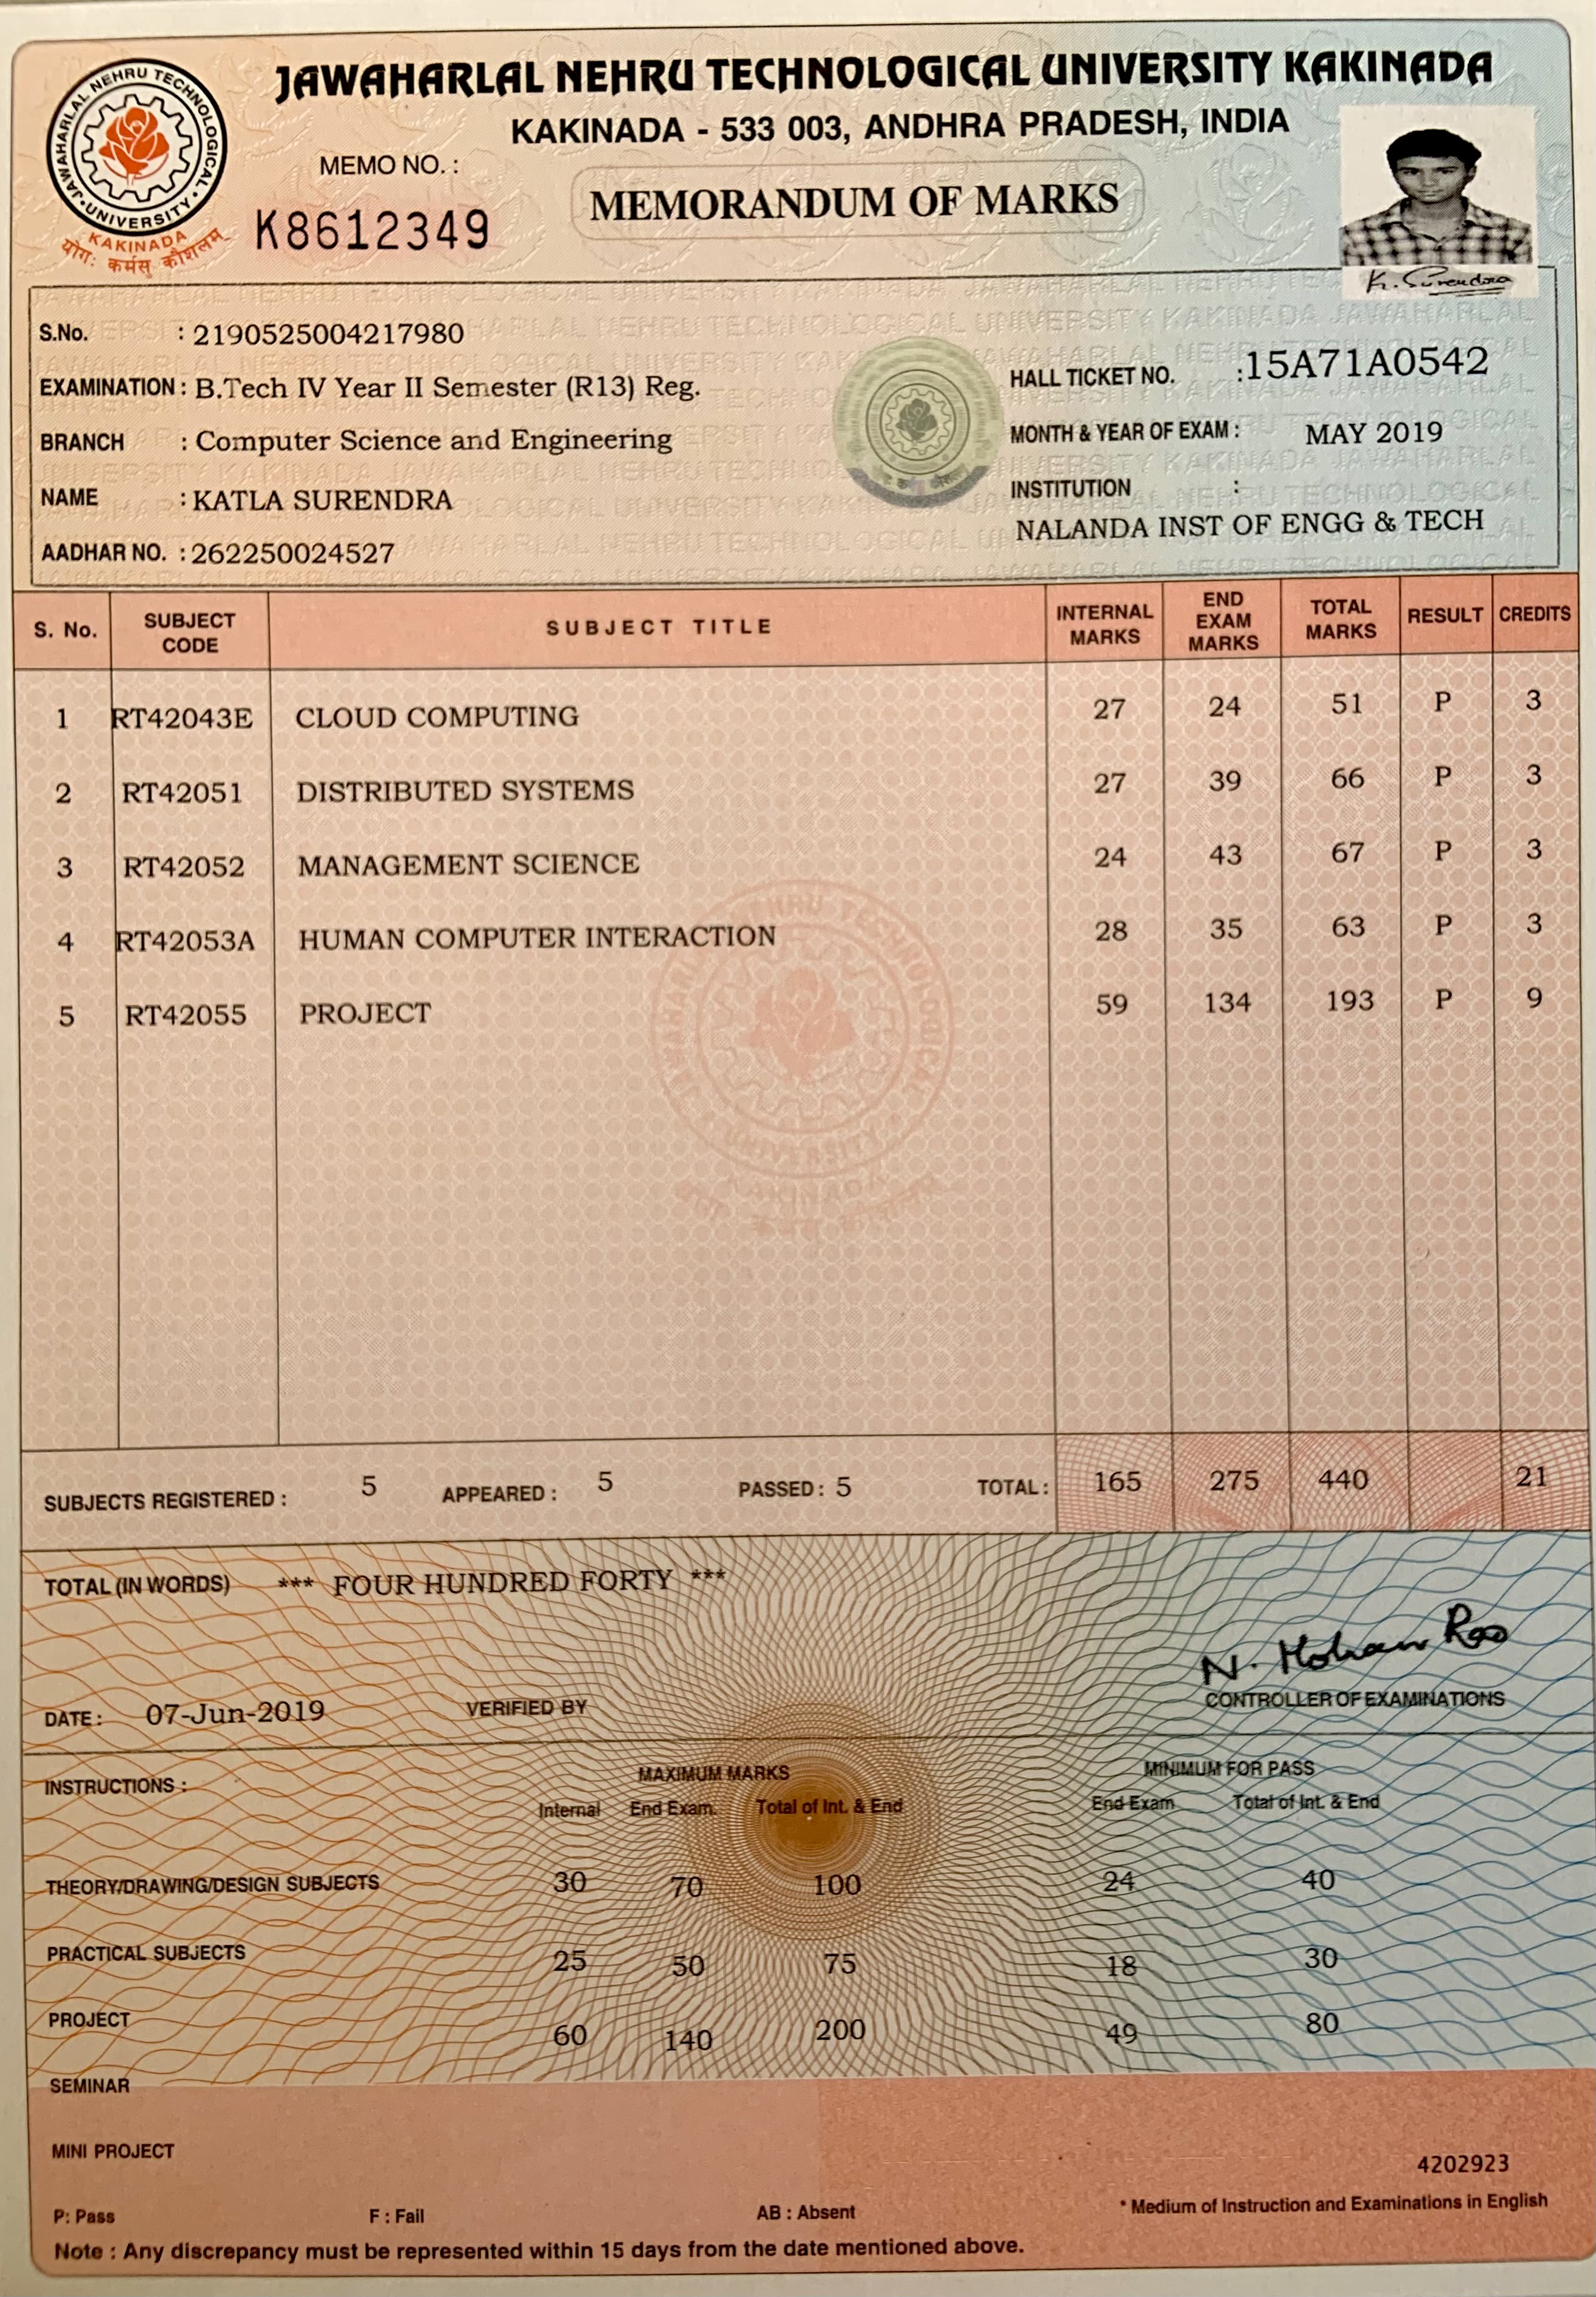 JAWAHARLAL NEHRU TECHNOLOGICAL UNIVERSITY KAKINADA
KAKINADA - 533 003, ANDHRA PRADESH, INDIA
JAWAHARLAL NEHRU TECHNOLOGICAL
UNIVERSITY
KAKINADA
योगः कर्मसु कौशलम्
MEMO NO. :
K8612349
MEMORANDUM OF MARKS
K. Surendra
S.No. : 2190525004217980
EXAMINATION : B.Tech IV Year II Semester (R13) Reg.
BRANCH : Computer Science and Engineering
NAME : KATLA SURENDRA
AADHAR NO. : 262250024527
HALL TICKET NO. :15A71A0542
MONTH & YEAR OF EXAM : MAY 2019
INSTITUTION :
NALANDA INST OF ENGG & TECH
S. No. SUBJECT CODE SUBJECT TITLE INTERNAL MARKS END EXAM MARKS TOTAL MARKS RESULT CREDITS
1 RT42043E CLOUD COMPUTING 27 24 51 P 3
2 RT42051 DISTRIBUTED SYSTEMS 27 39 66 P 3
3 RT42052 MANAGEMENT SCIENCE 24 43 67 P 3
4 RT42053A HUMAN COMPUTER INTERACTION 28 35 63 P 3
5 RT42055 PROJECT 59 134 193 P 9
SUBJECTS REGISTERED : 5 APPEARED : 5 PASSED : 5 TOTAL : 165 275 440 21
TOTAL (IN WORDS) *** FOUR HUNDRED FORTY ***
N. Mohan Rao
DATE : 07-Jun-2019 VERIFIED BY CONTROLLER OF EXAMINATIONS
INSTRUCTIONS : MAXIMUM MARKS MINIMUM FOR PASS
Internal End Exam. Total of Int. & End End Exam Total of Int. & End
THEORY/DRAWING/DESIGN SUBJECTS 30 70 100 24 40
PRACTICAL SUBJECTS 25 50 75 18 30
PROJECT 60 140 200 49 80
SEMINAR
MINI PROJECT
4202923
P: Pass F : Fail AB : Absent * Medium of Instruction and Examinations in English
Note : Any discrepancy must be represented within 15 days from the date mentioned above.